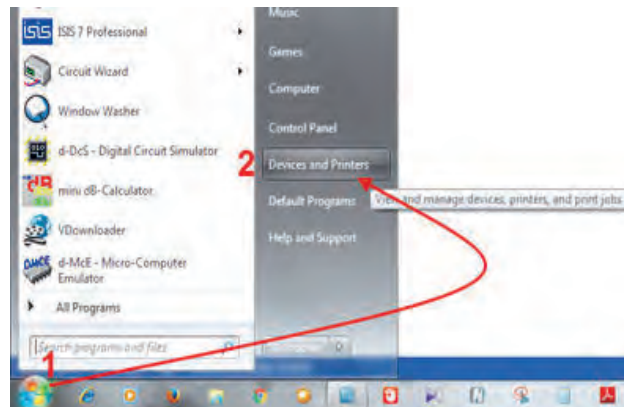 ISIS 7 Professional
Circuit Wizard
Window Washer
d-DcS - Digital Circuit Simulator
mini dB-Calculator
VDownloader
d-McE - Micro-Computer
Emulator
All Programs
Search programs and files
1
Music
Games
Computer
Control Panel
2
Devices and Printers
View and manage devices, printers, and print jobs
Default Programs
Help and Support